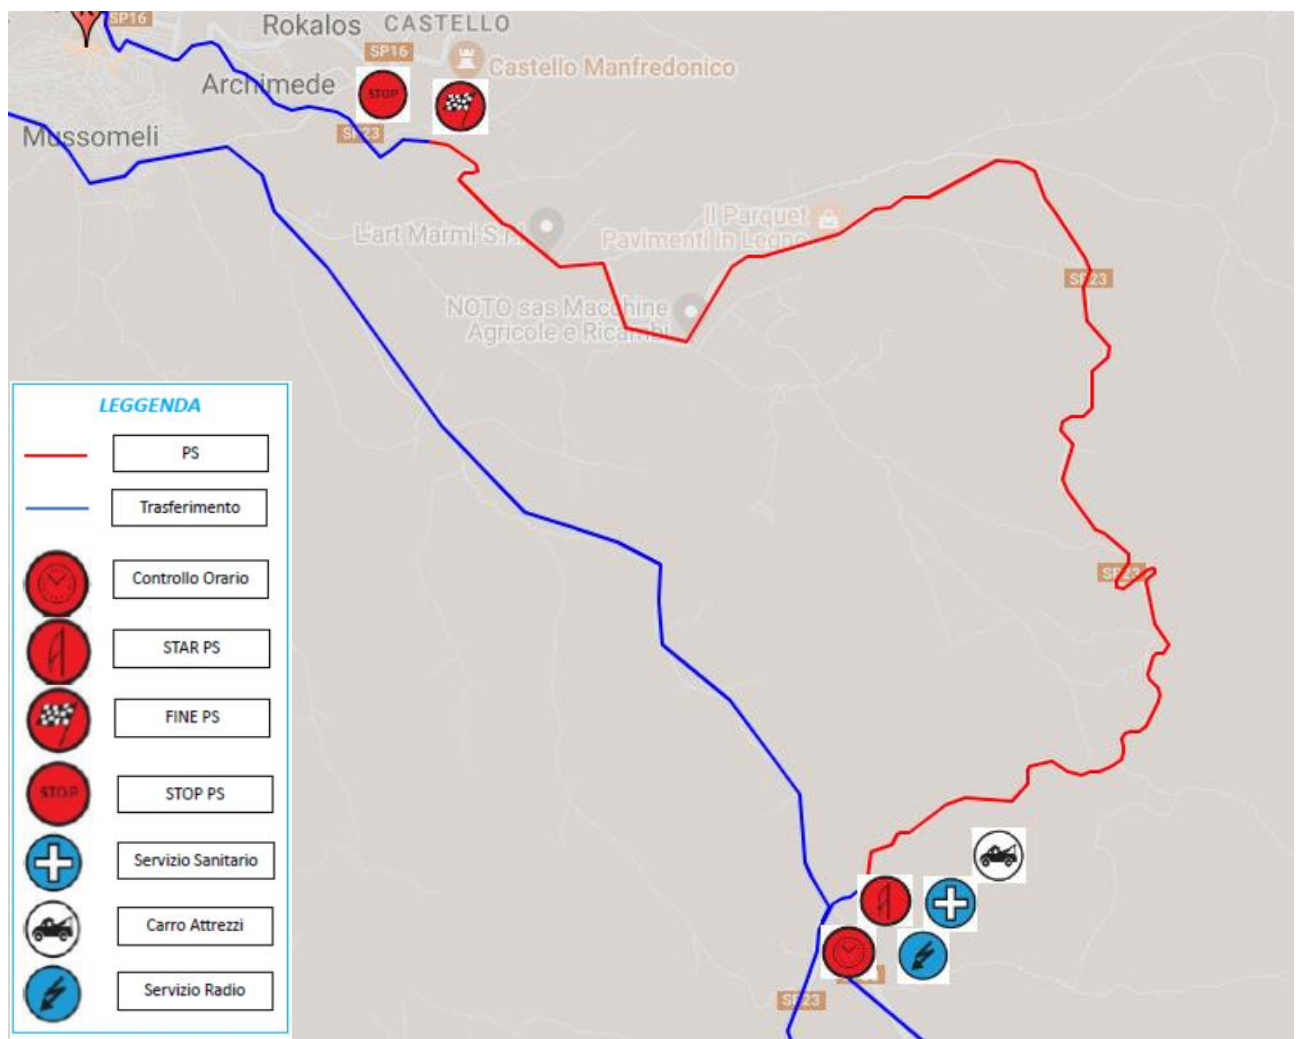 SP16
Rokalos
CASTELLO
SP16
Castello Manfredonico
Archimede
STOP
SP23
Mussomeli
L'art Marmi S.r.l
Il Parquet
Pavimenti in Legno
SP23
NOTO sas Macchine
Agricole e Ricambi
LEGGENDA
PS
Trasferimento
Controllo Orario
STAR PS
FINE PS
STOP
STOP PS
Servizio Sanitario
Carro Attrezzi
Servizio Radio
SP23
SP23